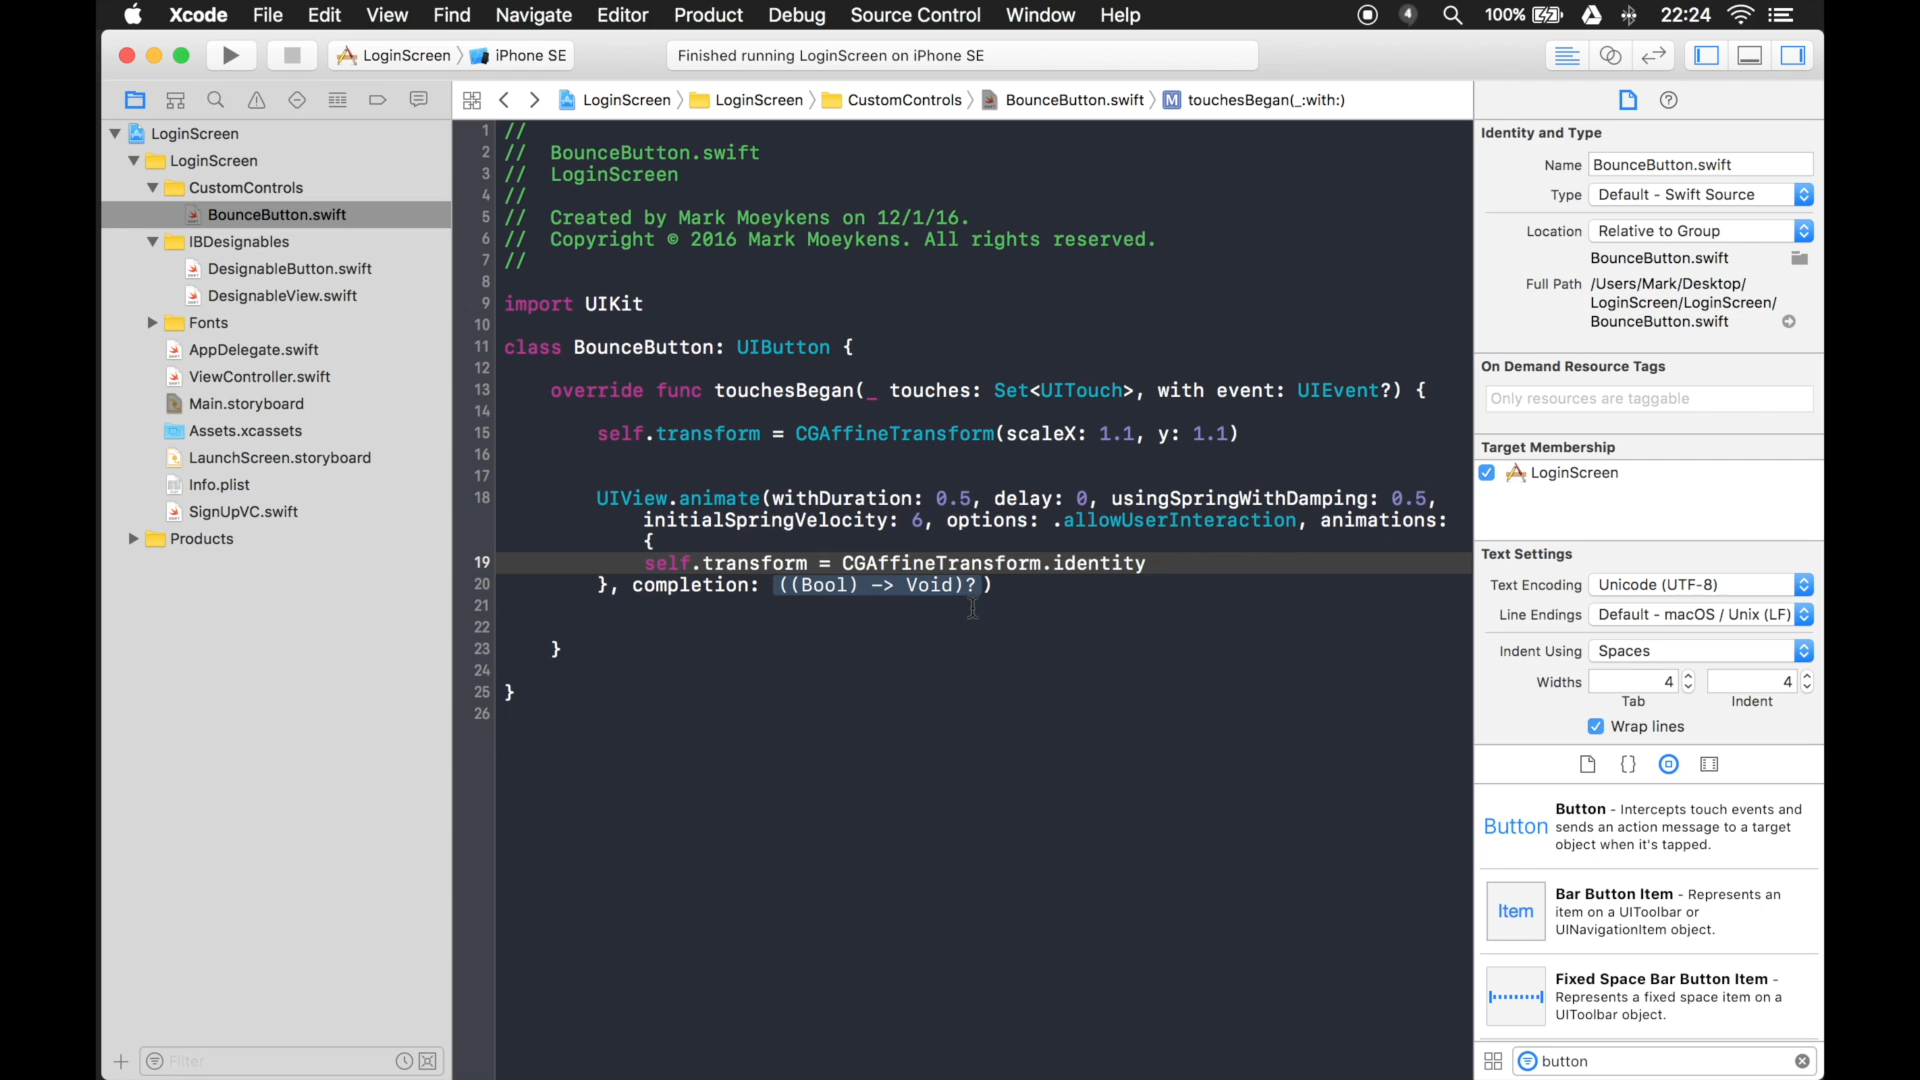 Xcode File Edit View Find Navigate Editor Product Debug Source Control Window Help 4 100% 22:24
LoginScreen iPhone SE Finished running LoginScreen on iPhone SE
LoginScreen LoginScreen CustomControls BounceButton.swift M touchesBegan(_:with:)
LoginScreen
LoginScreen
CustomControls
BounceButton.swift
IBDesignables
DesignableButton.swift
DesignableView.swift
Fonts
AppDelegate.swift
ViewController.swift
Main.storyboard
Assets.xcassets
LaunchScreen.storyboard
Info.plist
SignUpVC.swift
Products
Filter
1 //
2 // BounceButton.swift
3 // LoginScreen
4 //
5 // Created by Mark Moeykens on 12/1/16.
6 // Copyright © 2016 Mark Moeykens. All rights reserved.
7 //
8
9 import UIKit
10
11 class BounceButton: UIButton {
12
13 override func touchesBegan(_ touches: Set<UITouch>, with event: UIEvent?) {
14
15 self.transform = CGAffineTransform(scaleX: 1.1, y: 1.1)
16
17
18 UIView.animate(withDuration: 0.5, delay: 0, usingSpringWithDamping: 0.5,
initialSpringVelocity: 6, options: .allowUserInteraction, animations:
{
19 self.transform = CGAffineTransform.identity
20 }, completion: ((Bool) -> Void)?)
21
22
23 }
24
25 }
26
Identity and Type
Name BounceButton.swift
Type Default - Swift Source
Location Relative to Group
BounceButton.swift
Full Path /Users/Mark/Desktop/
LoginScreen/LoginScreen/
BounceButton.swift
On Demand Resource Tags
Only resources are taggable
Target Membership
LoginScreen
Text Settings
Text Encoding Unicode (UTF-8)
Line Endings Default - macOS / Unix (LF)
Indent Using Spaces
Widths 4 4
Tab Indent
Wrap lines
{}
Button Button - Intercepts touch events and
sends an action message to a target
object when it's tapped.
Item Bar Button Item - Represents an
item on a UIToolbar or
UINavigationItem object.
Fixed Space Bar Button Item -
Represents a fixed space item on a
UIToolbar object.
button